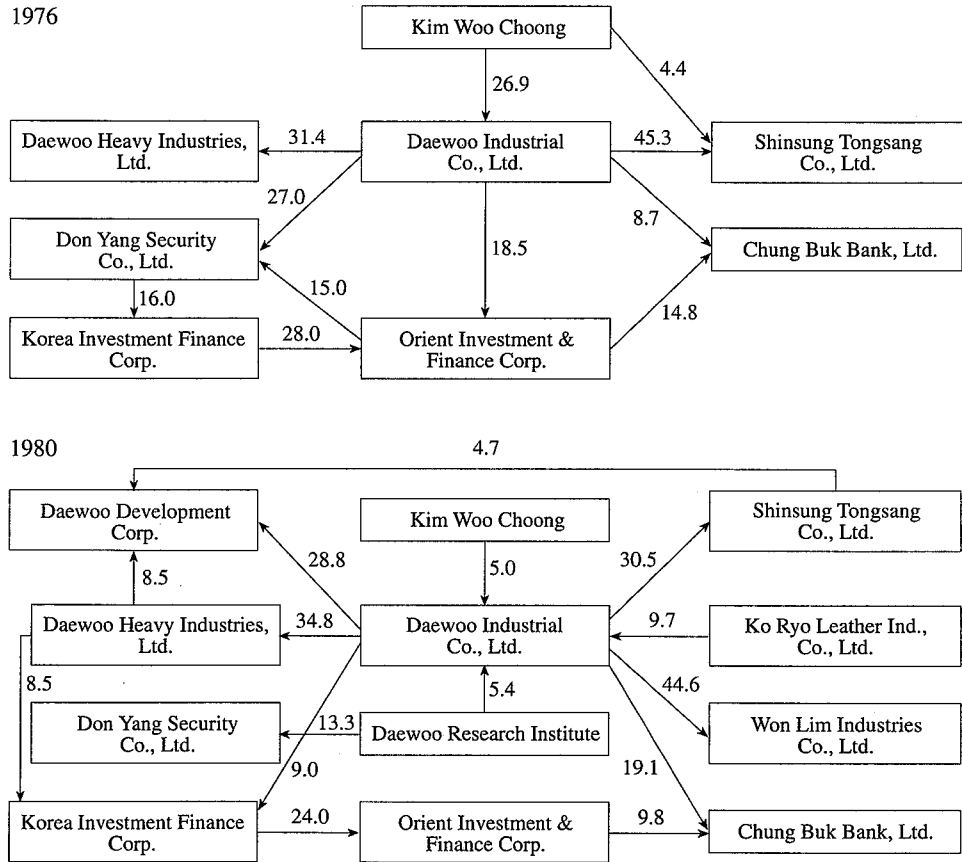 1976
Kim Woo Choong
4.4
26.9
Daewoo Heavy Industries,
Ltd.
31.4
Daewoo Industrial
Co., Ltd.
45.3
Shinsung Tongsang
Co., Ltd.
27.0
8.7
Don Yang Security
Co., Ltd.
18.5
Chung Buk Bank, Ltd.
16.0
15.0
14.8
Korea Investment Finance
Corp.
28.0
Orient Investment &
Finance Corp.
1980
4.7
Daewoo Development
Corp.
Kim Woo Choong
Shinsung Tongsang
Co., Ltd.
28.8
30.5
8.5
5.0
Daewoo Heavy Industries,
Ltd.
34.8
Daewoo Industrial
Co., Ltd.
9.7
Ko Ryo Leather Ind.,
Co., Ltd.
8.5
5.4
44.6
Don Yang Security
Co., Ltd.
13.3
Daewoo Research Institute
Won Lim Industries
Co., Ltd.
9.0
19.1
Korea Investment Finance
Corp.
24.0
Orient Investment &
Finance Corp.
9.8
Chung Buk Bank, Ltd.